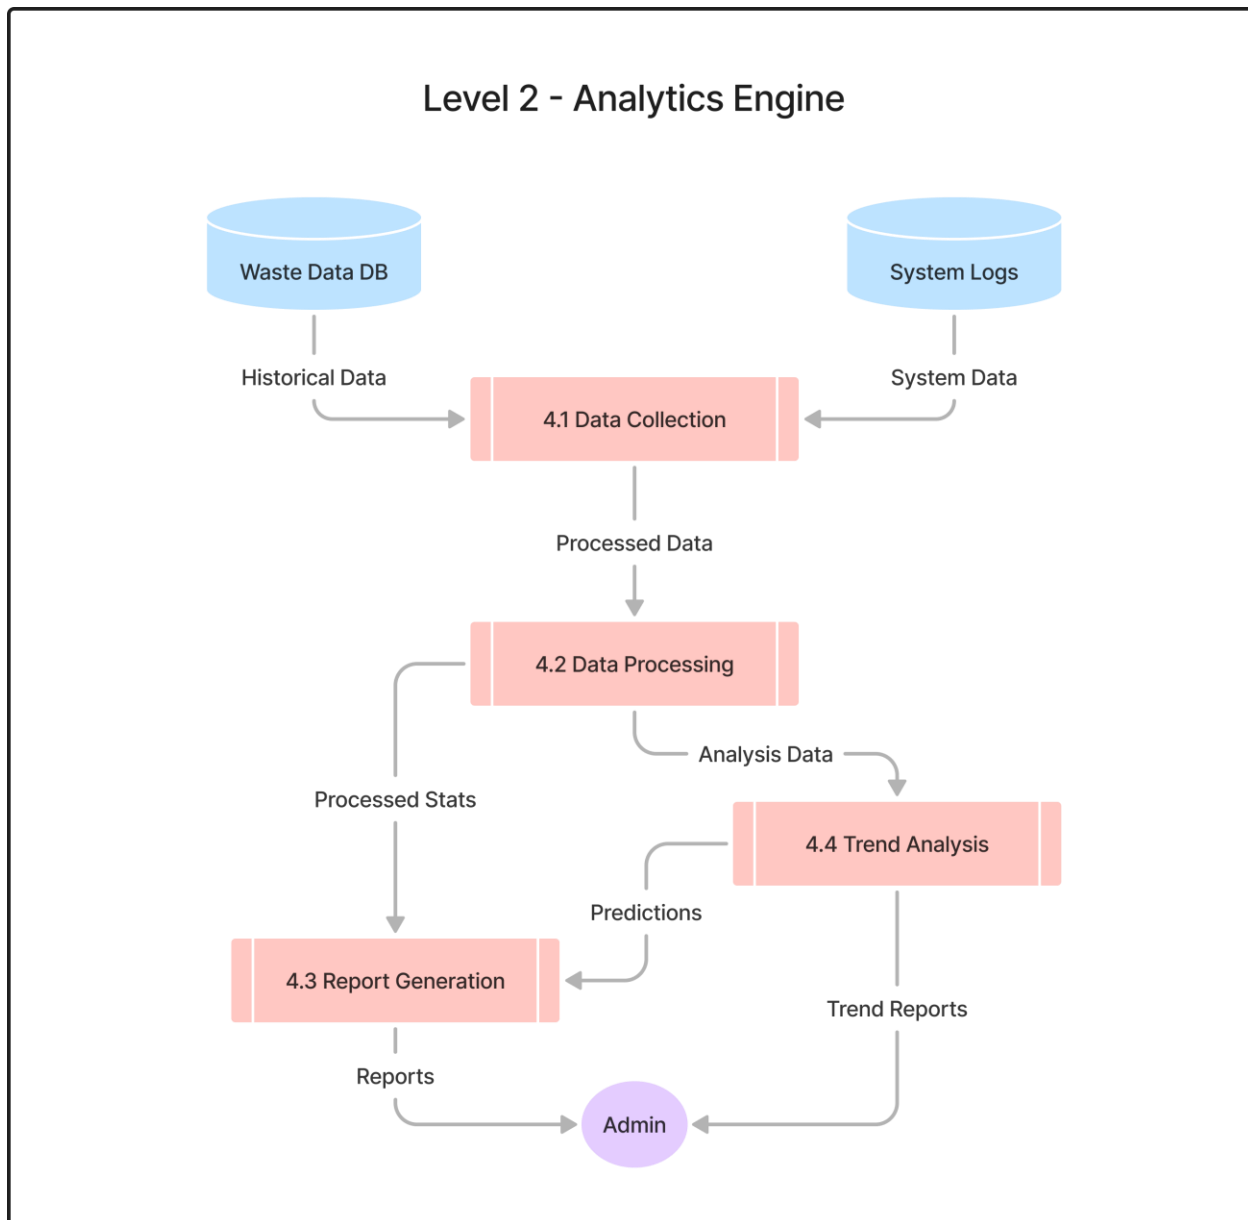 Level 2 - Analytics Engine
Waste Data DB
System Logs
Historical Data
System Data
4.1 Data Collection
Processed Data
4.2 Data Processing
Analysis Data
Processed Stats
4.4 Trend Analysis
Predictions
4.3 Report Generation
Trend Reports
Reports
Admin